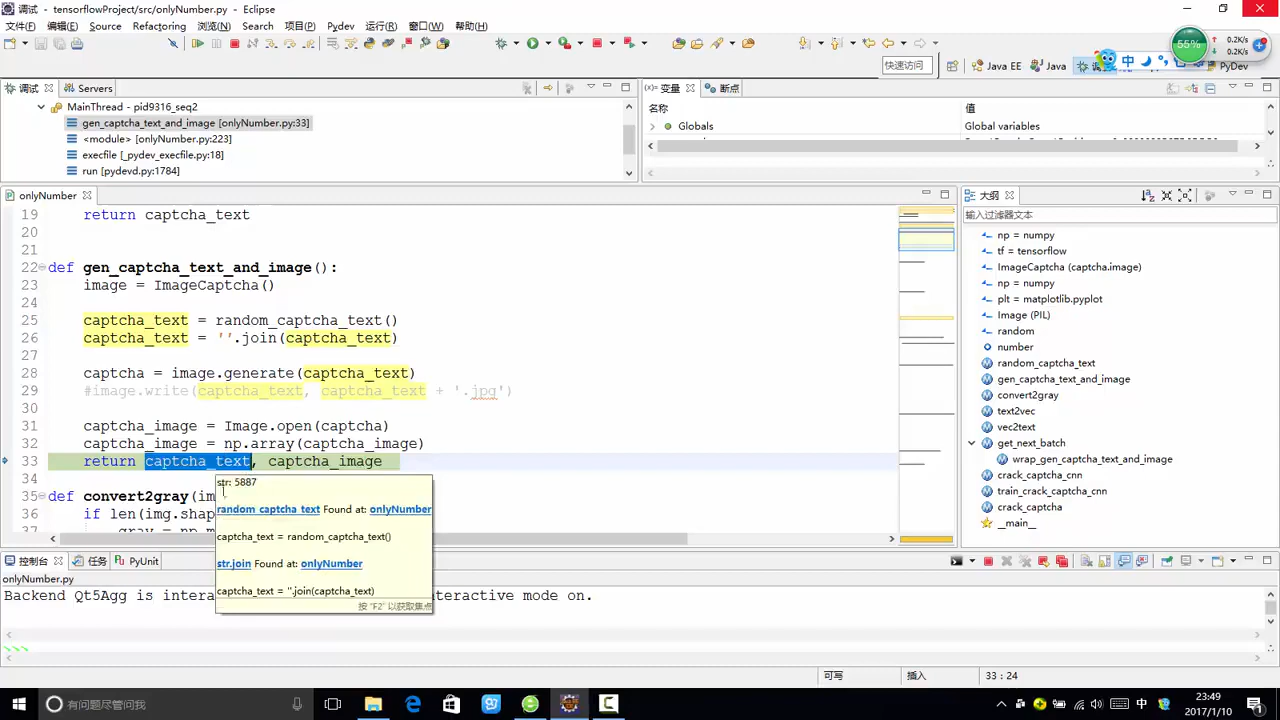 调试 - tensorflowProject/src/onlyNumber.py - Eclipse
文件(F) 编辑(E) Source Refactoring 浏览(N) Search 项目(P) Pydev 运行(R) 窗口(W) 帮助(H)
55% 0.2K/s
0.2K/s
快速访问 Java EE Java 调 PyDev
中
调试 Servers
MainThread - pid9316_seq2
gen_captcha_text_and_image [onlyNumber.py:33]
<module> [onlyNumber.py:223]
execfile [_pydev_execfile.py:18]
run [pydevd.py:1784]
变量 断点
名称 值
Globals Global variables
onlyNumber
19 return captcha_text
20
21
22 def gen_captcha_text_and_image():
23 image = ImageCaptcha()
24
25 captcha_text = random_captcha_text()
26 captcha_text = ''.join(captcha_text)
27
28 captcha = image.generate(captcha_text)
29 #image.write(captcha_text, captcha_text + '.jpg')
30
31 captcha_image = Image.open(captcha)
32 captcha_image = np.array(captcha_image)
33 return captcha_text, captcha_image
34
35 def convert2gray(im
36 if len(img.shap
str: 5887
random_captcha_text Found at: onlyNumber
captcha_text = random_captcha_text()
str.join Found at: onlyNumber
captcha_text = ''.join(captcha_text)
按 'F2' 以获取焦点
大纲
输入过滤器文本
np = numpy
tf = tensorflow
ImageCaptcha (captcha.image)
np = numpy
plt = matplotlib.pyplot
Image (PIL)
random
number
random_captcha_text
gen_captcha_text_and_image
convert2gray
text2vec
vec2text
get_next_batch
wrap_gen_captcha_text_and_image
crack_captcha_cnn
train_crack_captcha_cnn
crack_captcha
__main__
控制台 任务 PyUnit
onlyNumber.py
Backend Qt5Agg is intera
teractive mode on.
>>>
可写 插入 33 : 24
有问题尽管问我
中
23:49
2017/1/10